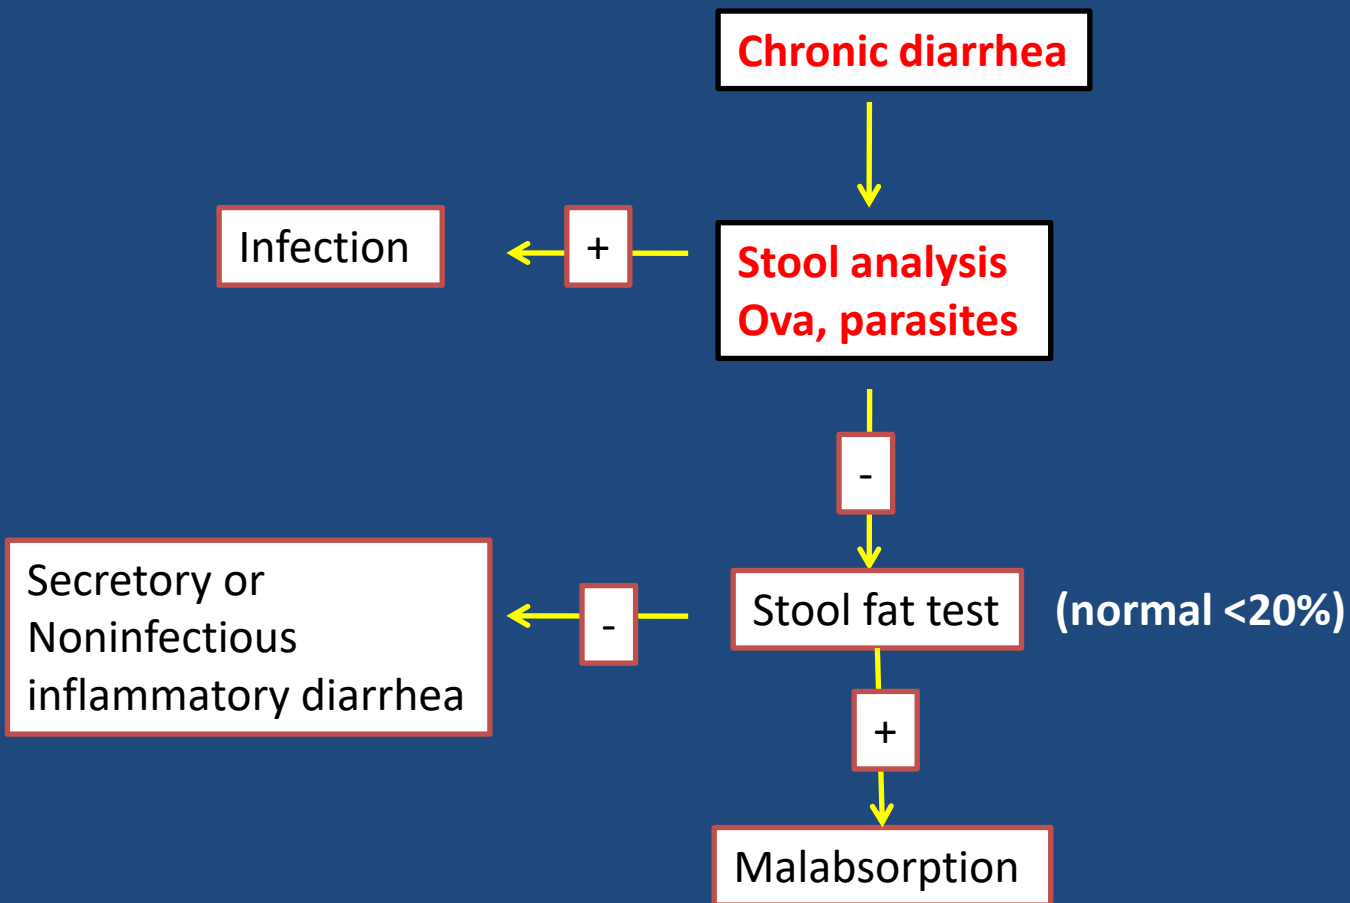 Chronic diarrhea
Infection
+
Stool analysis
Ova, parasites
-
Secretory or
Noninfectious
inflammatory diarrhea
-
Stool fat test
(normal <20%)
+
Malabsorption